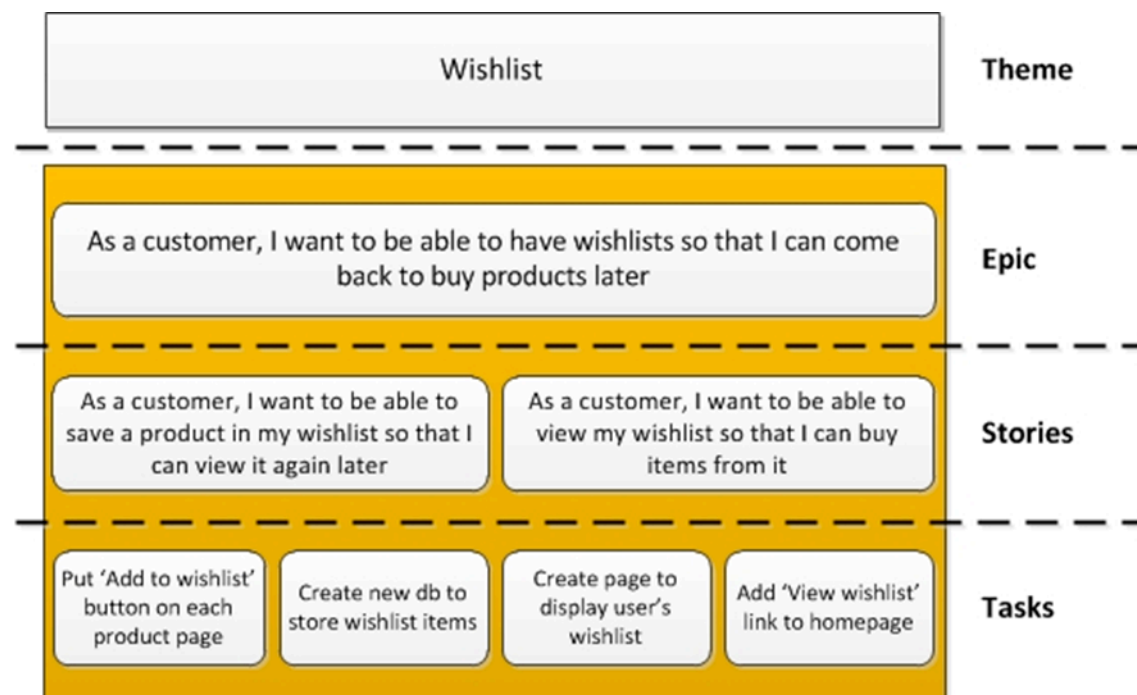 Wishlist
Theme
As a customer, I want to be able to have wishlists so that I can come
back to buy products later
Epic
As a customer, I want to be able to
save a product in my wishlist so that I
can view it again later
As a customer, I want to be able to
view my wishlist so that I can buy
items from it
Stories
Put ‘Add to wishlist’
button on each
product page
Create new db to
store wishlist items
Create page to
display user’s
wishlist
Add ‘View wishlist’
link to homepage
Tasks